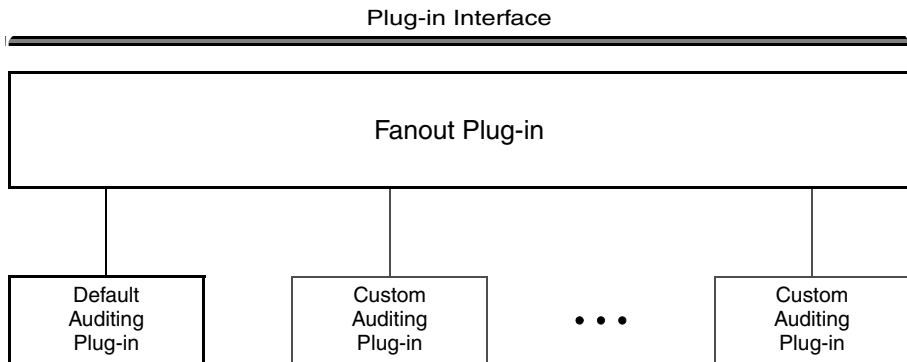 Plug-in Interface
Fanout Plug-in
Default
Auditing
Plug-in
Custom
Auditing
Plug-in
• • •
Custom
Auditing
Plug-in